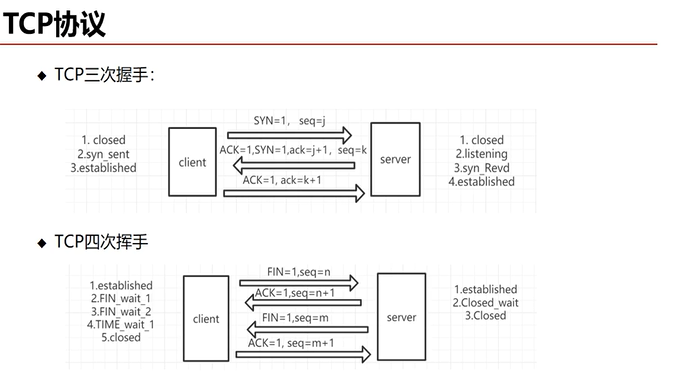 TCP协议
◆ TCP三次握手：
SYN=1， seq=j
1. closed
2.syn_sent
3.established
client
ACK=1,SYN=1,ack=j+1，seq=k
ACK=1, ack=k+1
server
1. closed
2.listening
3.syn_Revd
4.established
◆ TCP四次挥手
1.established
2.FIN_wait_1
3.FIN_wait_2
4.TIME_wait_1
5.closed
client
FIN=1,seq=n
ACK=1,seq=n+1
FIN=1,seq=m
ACK=1, seq=m+1
server
1.established
2.Closed_wait
3.Closed